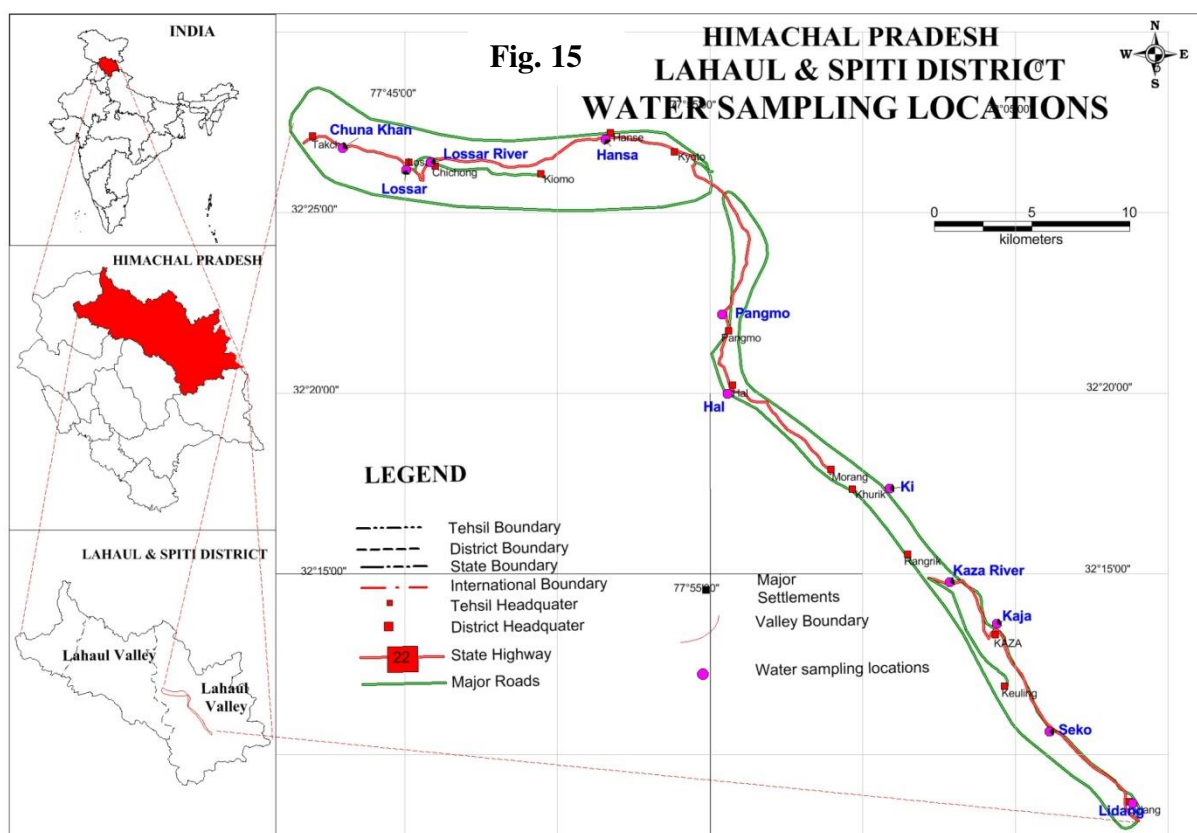 INDIA
HIMACHAL PRADESH
LAHAUL & SPITI DISTRICT
Lahaul Valley
Lahaul
Valley
Fig. 15
HIMACHAL PRADESH
LAHAUL & SPITI DISTRICT
WATER SAMPLING LOCATIONS
N
W
E
S
77°45'00"
Chuna Khan
Lossar River
Chichong
Lossar
Kiomo
Hanse
Hansa
Kyoto
32°25'00"
0
5
10
kilometers
Pangmo
Pangmo
32°20'00"
32°20'00"
Hal
Hal
Morang
Khurik
Ki
Rangrik
32°15'00"
Kaza River
Kaja
KAZA
Keuling
Seko
Lidang
LEGEND
Tehsil Boundary
District Boundary
State Boundary
International Boundary
Tehsil Headquater
District Headquater
22
State Highway
Major Roads
77°55'00"
Major
Settlements
Valley Boundary
Water sampling locations